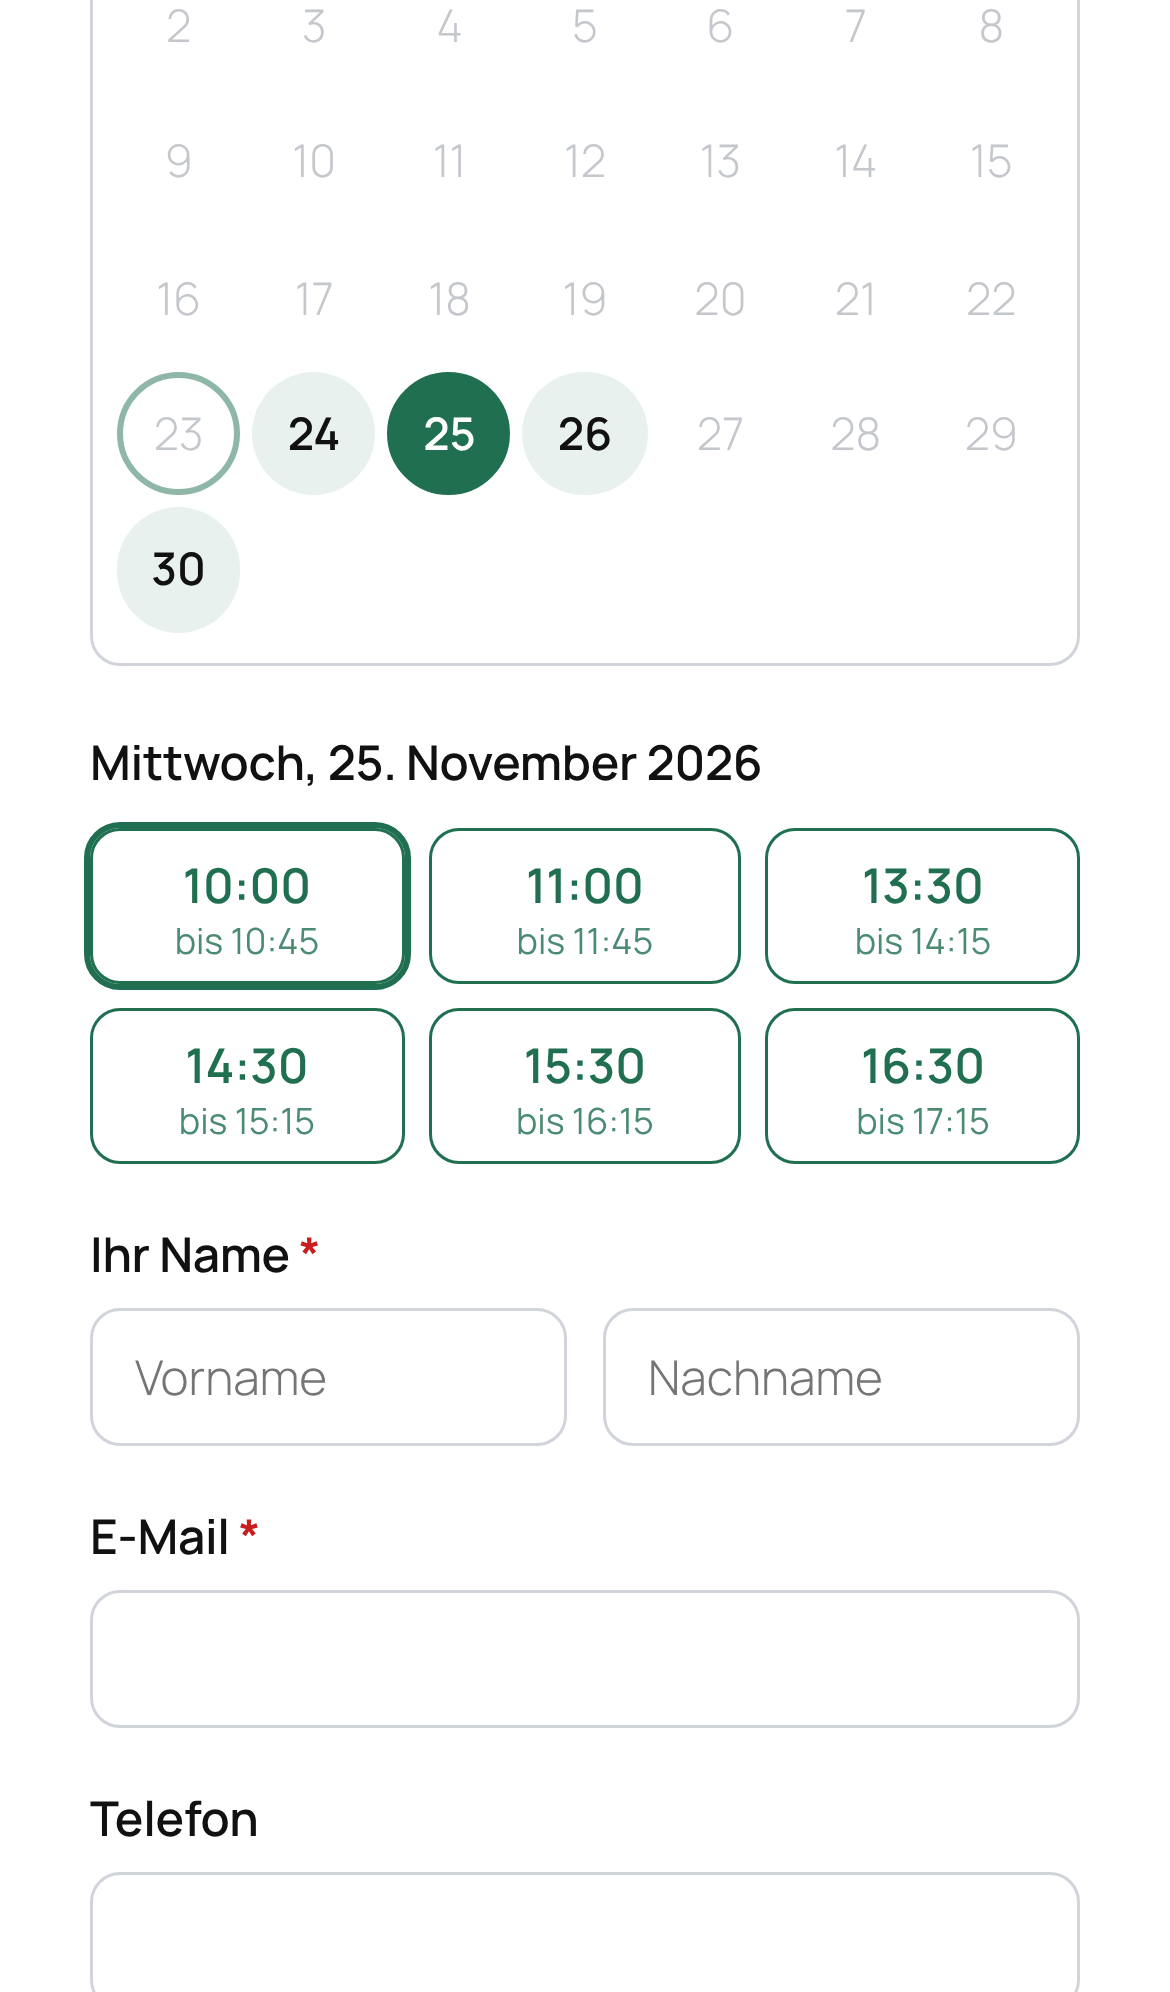 2 3 4 5 6 7 8
9 10 11 12 13 14 15
16 17 18 19 20 21 22
23 24 25 26 27 28 29
30
Mittwoch, 25. November 2026
10:00 11:00 13:30
bis 10:45 bis 11:45 bis 14:15
14:30 15:30 16:30
bis 15:15 bis 16:15 bis 17:15
Ihr Name *
Vorname Nachname
E-Mail *
Telefon